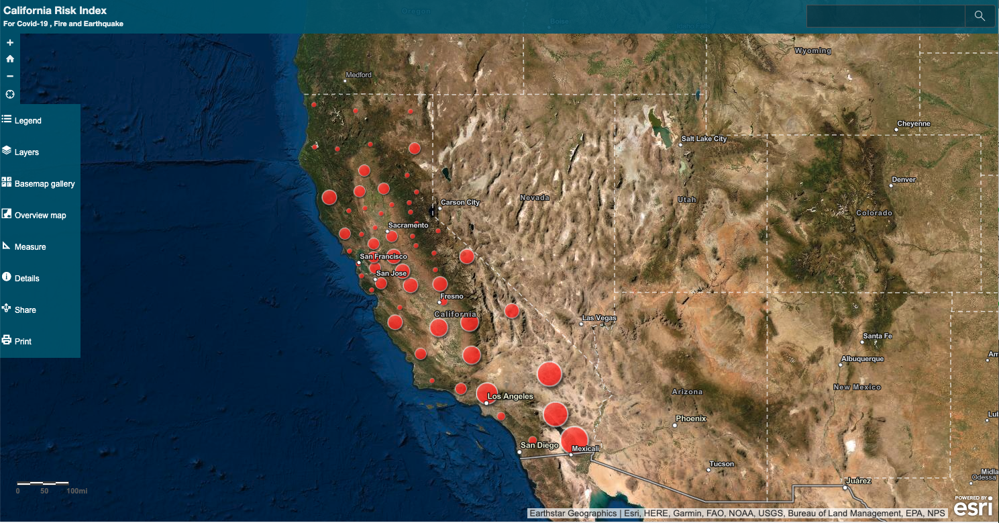 California Risk Index
For Covid-19 , Fire and Earthquake
Oregon
Boise
Idaho Falls
Wyoming
Medford
Legend
Layers
Basemap gallery
Overview map
Measure
Details
Share
Print
Cheyenne
Salt Lake City
Denver
Nevada
Utah
Carson City
Colorado
Sacramento
San Francisco
San Jose
Fresno
California
Las Vegas
Santa Fe
Albuquerque
Am
New Mexico
Arizona
Los Angeles
Phoenix
Lub
San Diego
Mexicali
Tucson
Midla
Odessa
Juárez
0 50 100mi
Earthstar Geographics | Esri, HERE, Garmin, FAO, NOAA, USGS, Bureau of Land Management, EPA, NPS
POWERED BY
esri